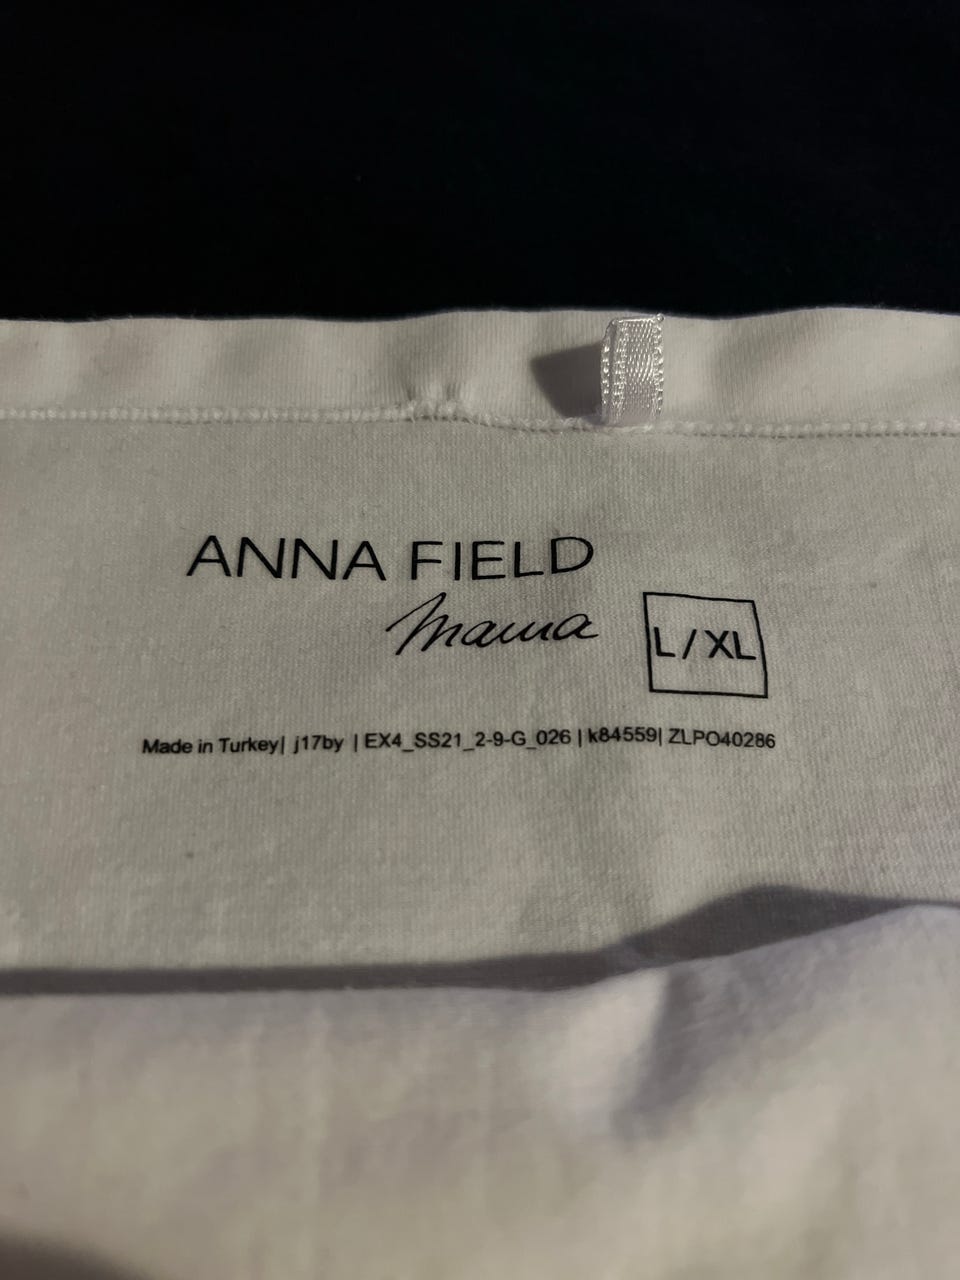 ANNA FIELD
Mama
L/XL
Made in Turkey| j17by | EX4_SS21_2-9-G_026 | k84559| ZLPO40286